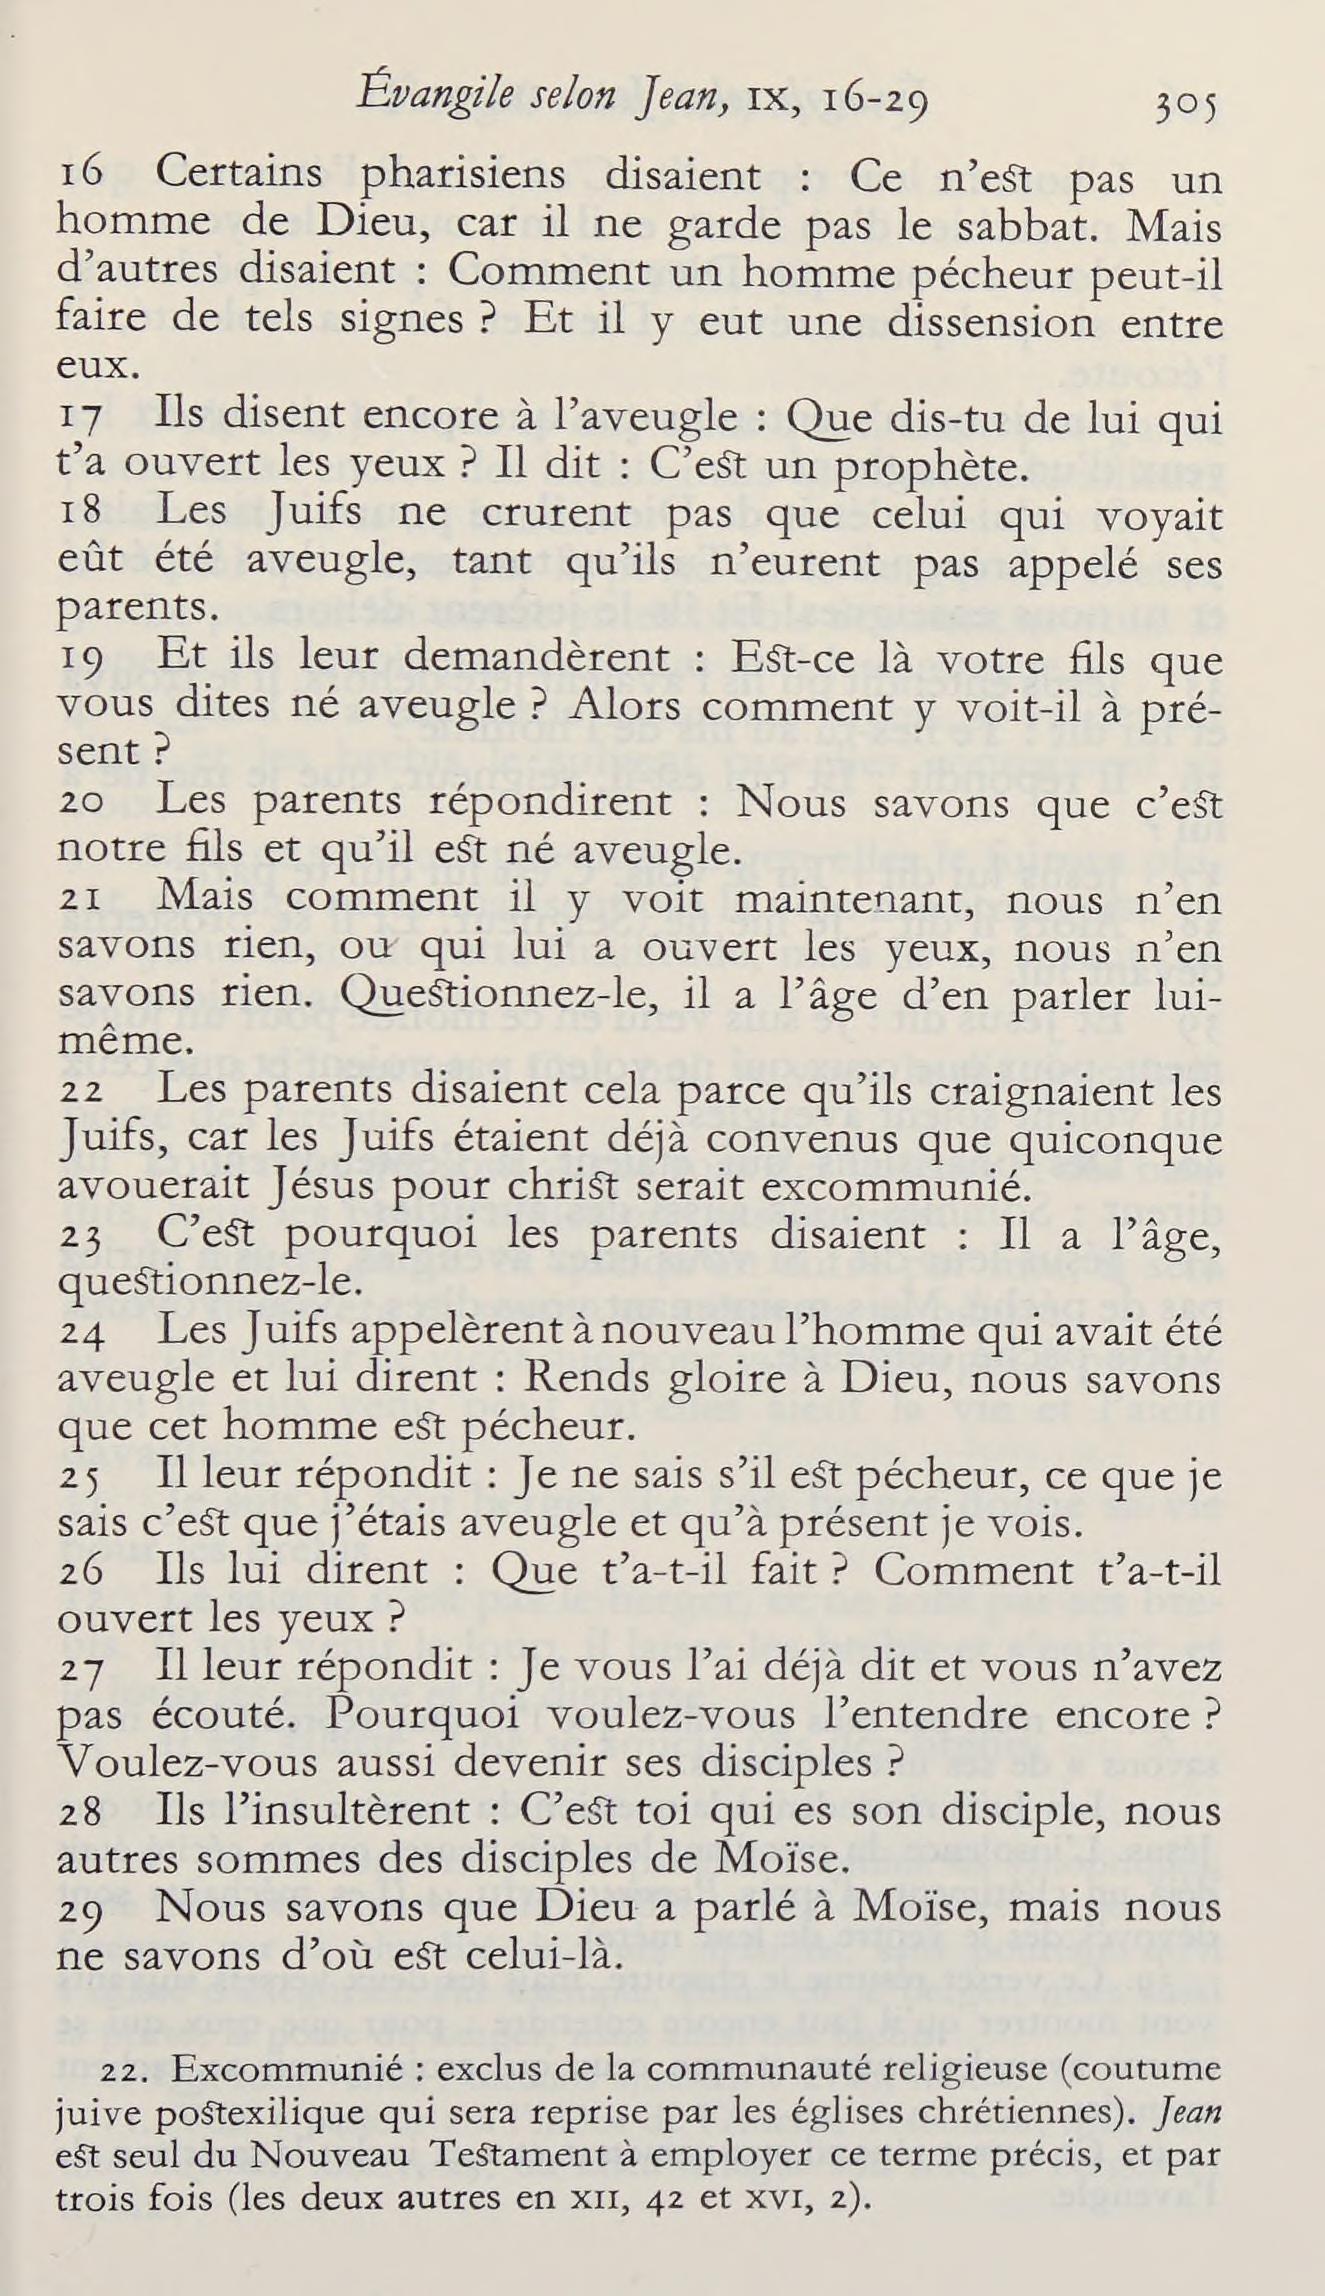 Évangile selon Jean, IX, 16-29 305
16 Certains pharisiens disaient : Ce n’est pas un
homme de Dieu, car il ne garde pas le sabbat. Mais
d’autres disaient : Comment un homme pécheur peut-il
faire de tels signes ? Et il y eut une dissension entre
eux.
17 Ils disent encore à l’aveugle : Que dis-tu de lui qui
t’a ouvert les yeux ? Il dit : C’est un prophète.
18 Les Juifs ne crurent pas que celui qui voyait
eût été aveugle, tant qu’ils n’eurent pas appelé ses
parents.
19 Et ils leur demandèrent : Est-ce là votre fils que
vous dites né aveugle ? Alors comment y voit-il à pré-
sent ?
20 Les parents répondirent : Nous savons que c’est
notre fils et qu’il est né aveugle.
21 Mais comment il y voit maintenant, nous n’en
savons rien, ou qui lui a ouvert les yeux, nous n’en
savons rien. Questionnez-le, il a l’âge d’en parler lui-
même.
22 Les parents disaient cela parce qu’ils craignaient les
Juifs, car les Juifs étaient déjà convenus que quiconque
avouerait Jésus pour christ serait excommunié.
23 C’est pourquoi les parents disaient : Il a l’âge,
questionnez-le.
24 Les Juifs appelèrent à nouveau l’homme qui avait été
aveugle et lui dirent : Rends gloire à Dieu, nous savons
que cet homme est pécheur.
25 Il leur répondit : Je ne sais s’il est pécheur, ce que je
sais c’est que j’étais aveugle et qu’à présent je vois.
26 Ils lui dirent : Que t’a-t-il fait ? Comment t’a-t-il
ouvert les yeux ?
27 Il leur répondit : Je vous l’ai déjà dit et vous n’avez
pas écouté. Pourquoi voulez-vous l’entendre encore ?
Voulez-vous aussi devenir ses disciples ?
28 Ils l’insultèrent : C’est toi qui es son disciple, nous
autres sommes des disciples de Moïse.
29 Nous savons que Dieu a parlé à Moïse, mais nous
ne savons d’où est celui-là.
22. Excommunié : exclus de la communauté religieuse (coutume
juive postexilique qui sera reprise par les églises chrétiennes). Jean
est seul du Nouveau Testament à employer ce terme précis, et par
trois fois (les deux autres en XII, 42 et XVI, 2).